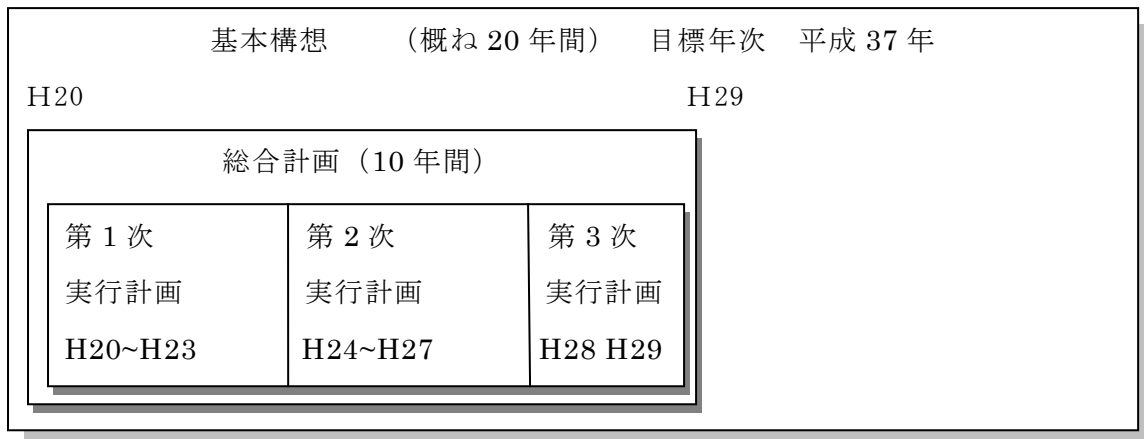 基本構想　（概ね 20 年間）　目標年次　平成 37 年
H20　H29
総合計画（10 年間）
第 1 次
実行計画
H20~H23
第 2 次
実行計画
H24~H27
第 3 次
実行計画
H28 H29